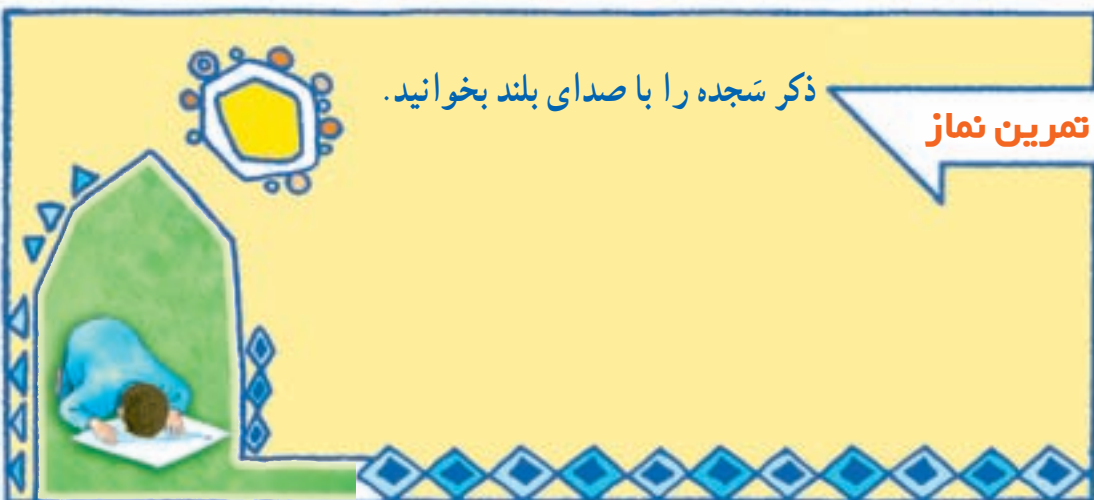 تمرین نماز
ذکر سَجده را با صدای بلند بخوانید.